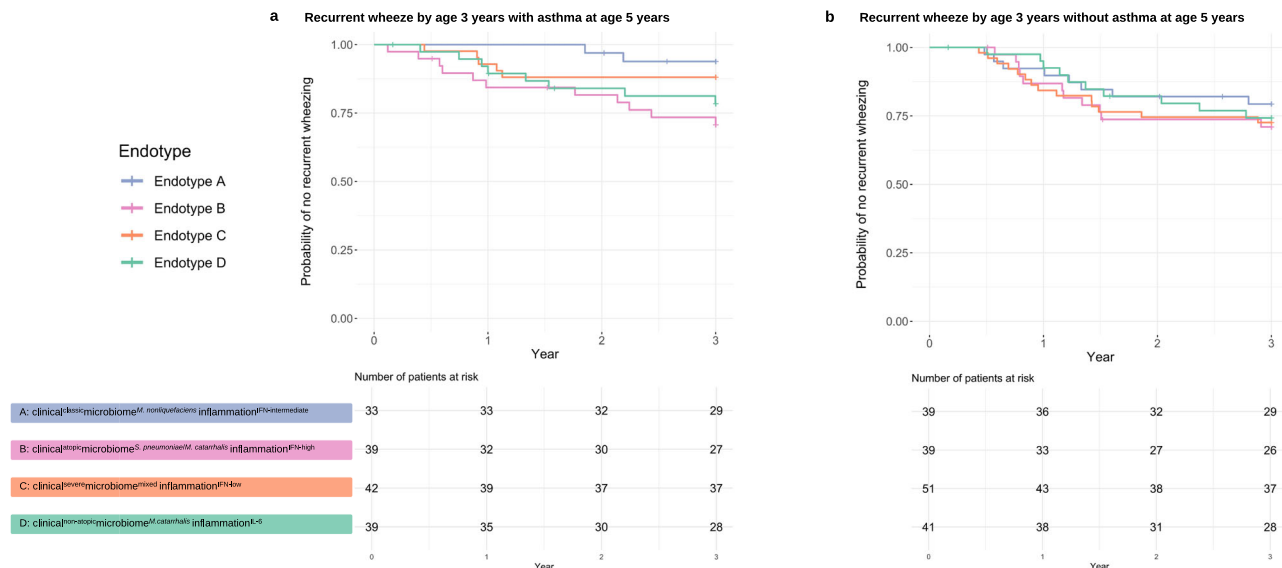 a Recurrent wheeze by age 3 years with asthma at age 5 years
b Recurrent wheeze by age 3 years without asthma at age 5 years
Endotype
Endotype A
Endotype B
Endotype C
Endotype D
Probability of no recurrent wheezing
1.00
0.75
0.50
0.25
0.00
0 1 2 3
Year
Probability of no recurrent wheezing
1.00
0.75
0.50
0.25
0.00
0 1 2 3
Year
Number of patients at risk
A: clinicalclassicmicrobiomeM. nonliquefaciens inflammationIFN-intermediate 33 33 32 29
B: clinicalatopicmicrobiomeS. pneumoniae/M. catarrhalis inflammationIFN-high 39 32 30 27
C: clinicalseveremicrobiomemixed inflammationIFN-low 42 39 37 37
D: clinicalnon-atopicmicrobiomeM.catarrhalis inflammationIL-6 39 35 30 28
0 1 2 3
Year
Number of patients at risk
39 36 32 29
39 33 27 26
51 43 38 37
41 38 31 28
0 1 2 3
Year